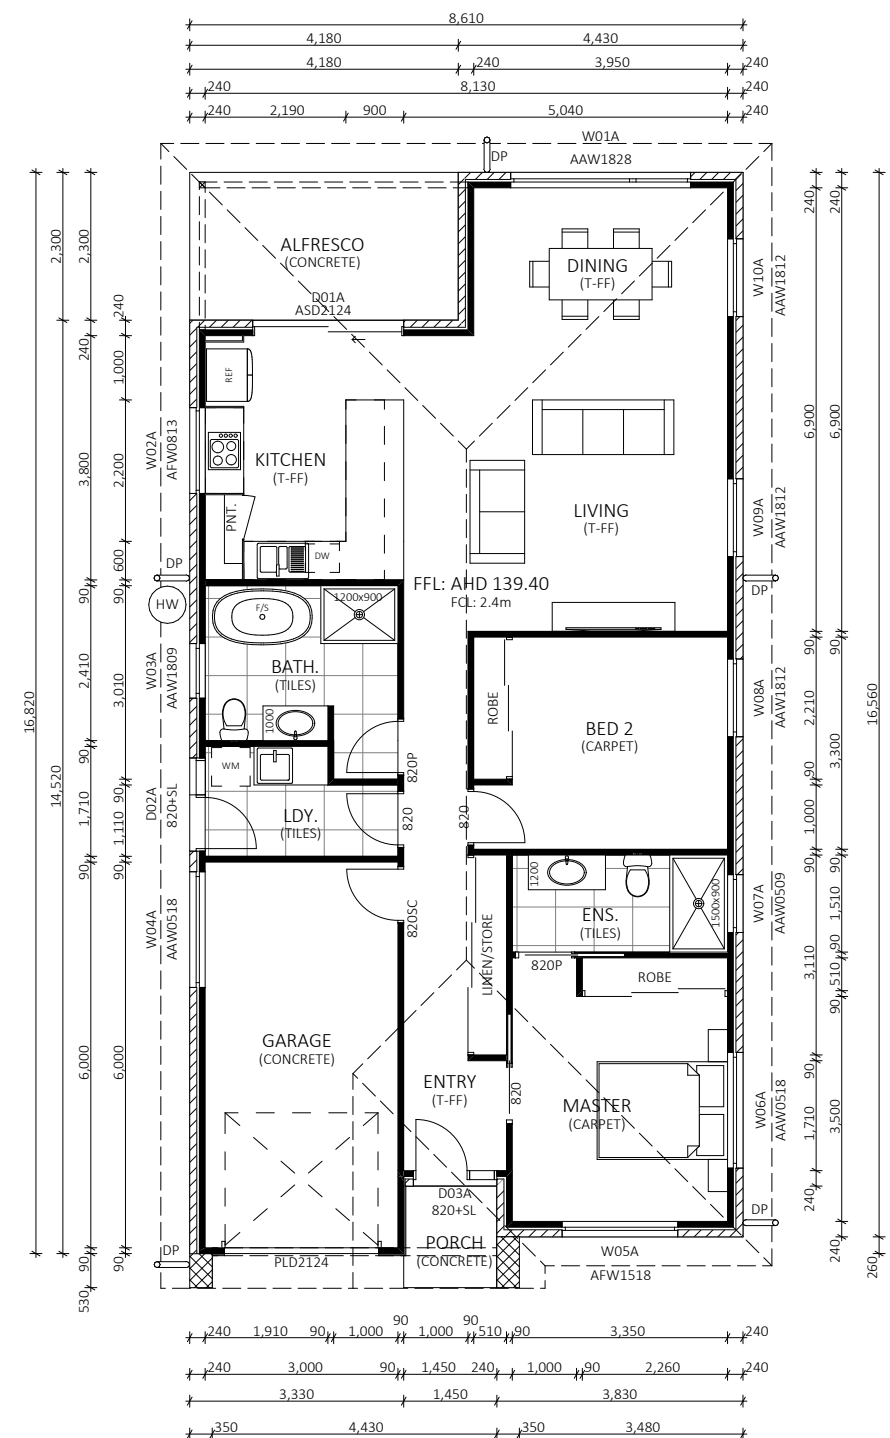 8,610
4,180 4,430
4,180 240 3,950 240
240 8,130 240
240 2,190 900 5,040 240
W01A
DP
AAW1828
2,300
2,300
240
240
ALFRESCO
(CONCRETE)
DINING
(T-FF)
W10A
AAW1812
D01A
ASD2124
240
240
1,000
REF
W02A
AFW0813
3,800
2,200
KITCHEN
(T-FF)
6,900
6,900
LIVING
(T-FF)
W09A
AAW1812
PNT.
DW
600
DP
FFL: AHD 139.40
FCL: 2.4m
DP
HW
90
90
F/S
1200x900
BATH.
(TILES)
W03A
AAW1809
2,410
3,010
1000
ROBE
BED 2
(CARPET)
W08A
AAW1812
90
90
2,210
3,300
16,820
14,520
16,560
820P
WM
90
90
90
1,000
D02A
820+SL
1,710
1,110
LDY.
(TILES)
820
820
90
90
90
90
W04A
AAW0518
820SC
LINEN/STORE
1200
ENS.
(TILES)
1500x900
W07A
AAW0509
1,510
90
3,110
510
90
820P
ROBE
GARAGE
(CONCRETE)
6,000
6,000
ENTRY
(T-FF)
820
MASTER
(CARPET)
W06A
AAW0518
90
1,710
3,500
240
D03A
820+SL
PORCH
(CONCRETE)
DP
DP
PLD2124
W05A
AFW1518
90
90
530
240
260
240 1,910 90 1,000 90 1,000 90 510 90 3,350 240
240 3,000 90 1,450 240 1,000 90 2,260 240
3,330 1,450 3,830
350 4,430 350 3,480